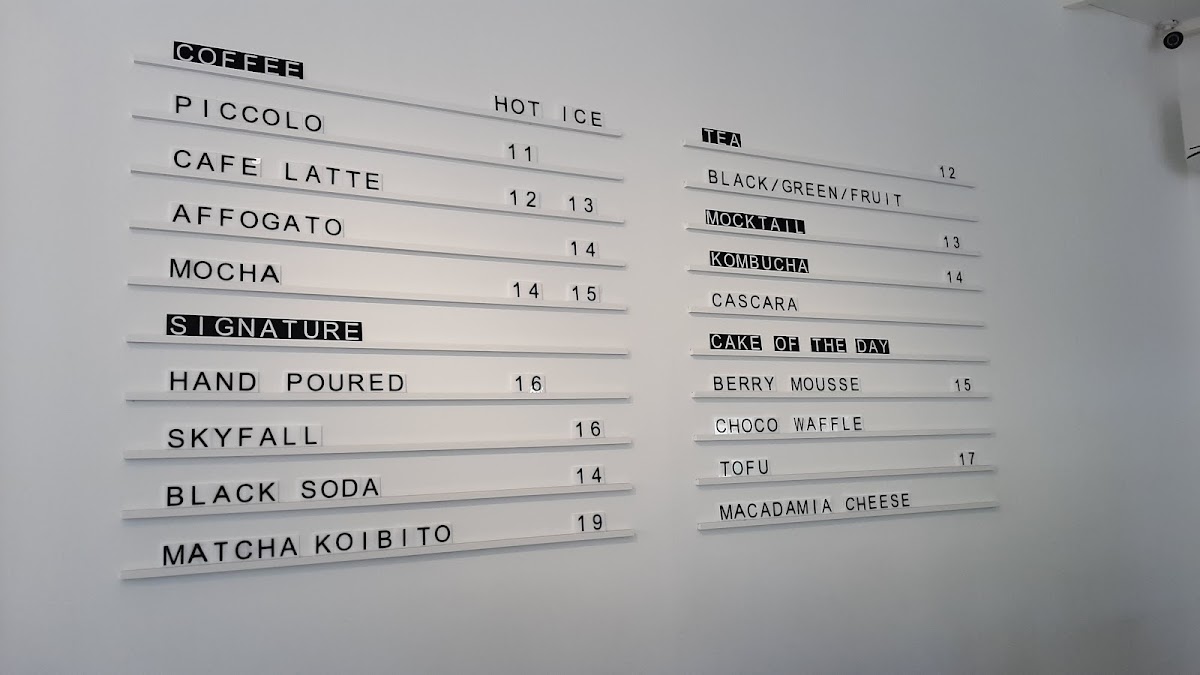 COFFEE HOT ICE
PICCOLO 11
CAFE LATTE 12 13
AFFOGATO 14
MOCHA 14 15
SIGNATURE
HAND POURED 16
SKYFALL 16
BLACK SODA 14
MATCHA KOIBITO 19
TEA 12
BLACK/GREEN/FRUIT
MOCKTAIL 13
KOMBUCHA 14
CASCARA
CAKE OF THE DAY
BERRY MOUSSE 15
CHOCO WAFFLE
TOFU 17
MACADAMIA CHEESE